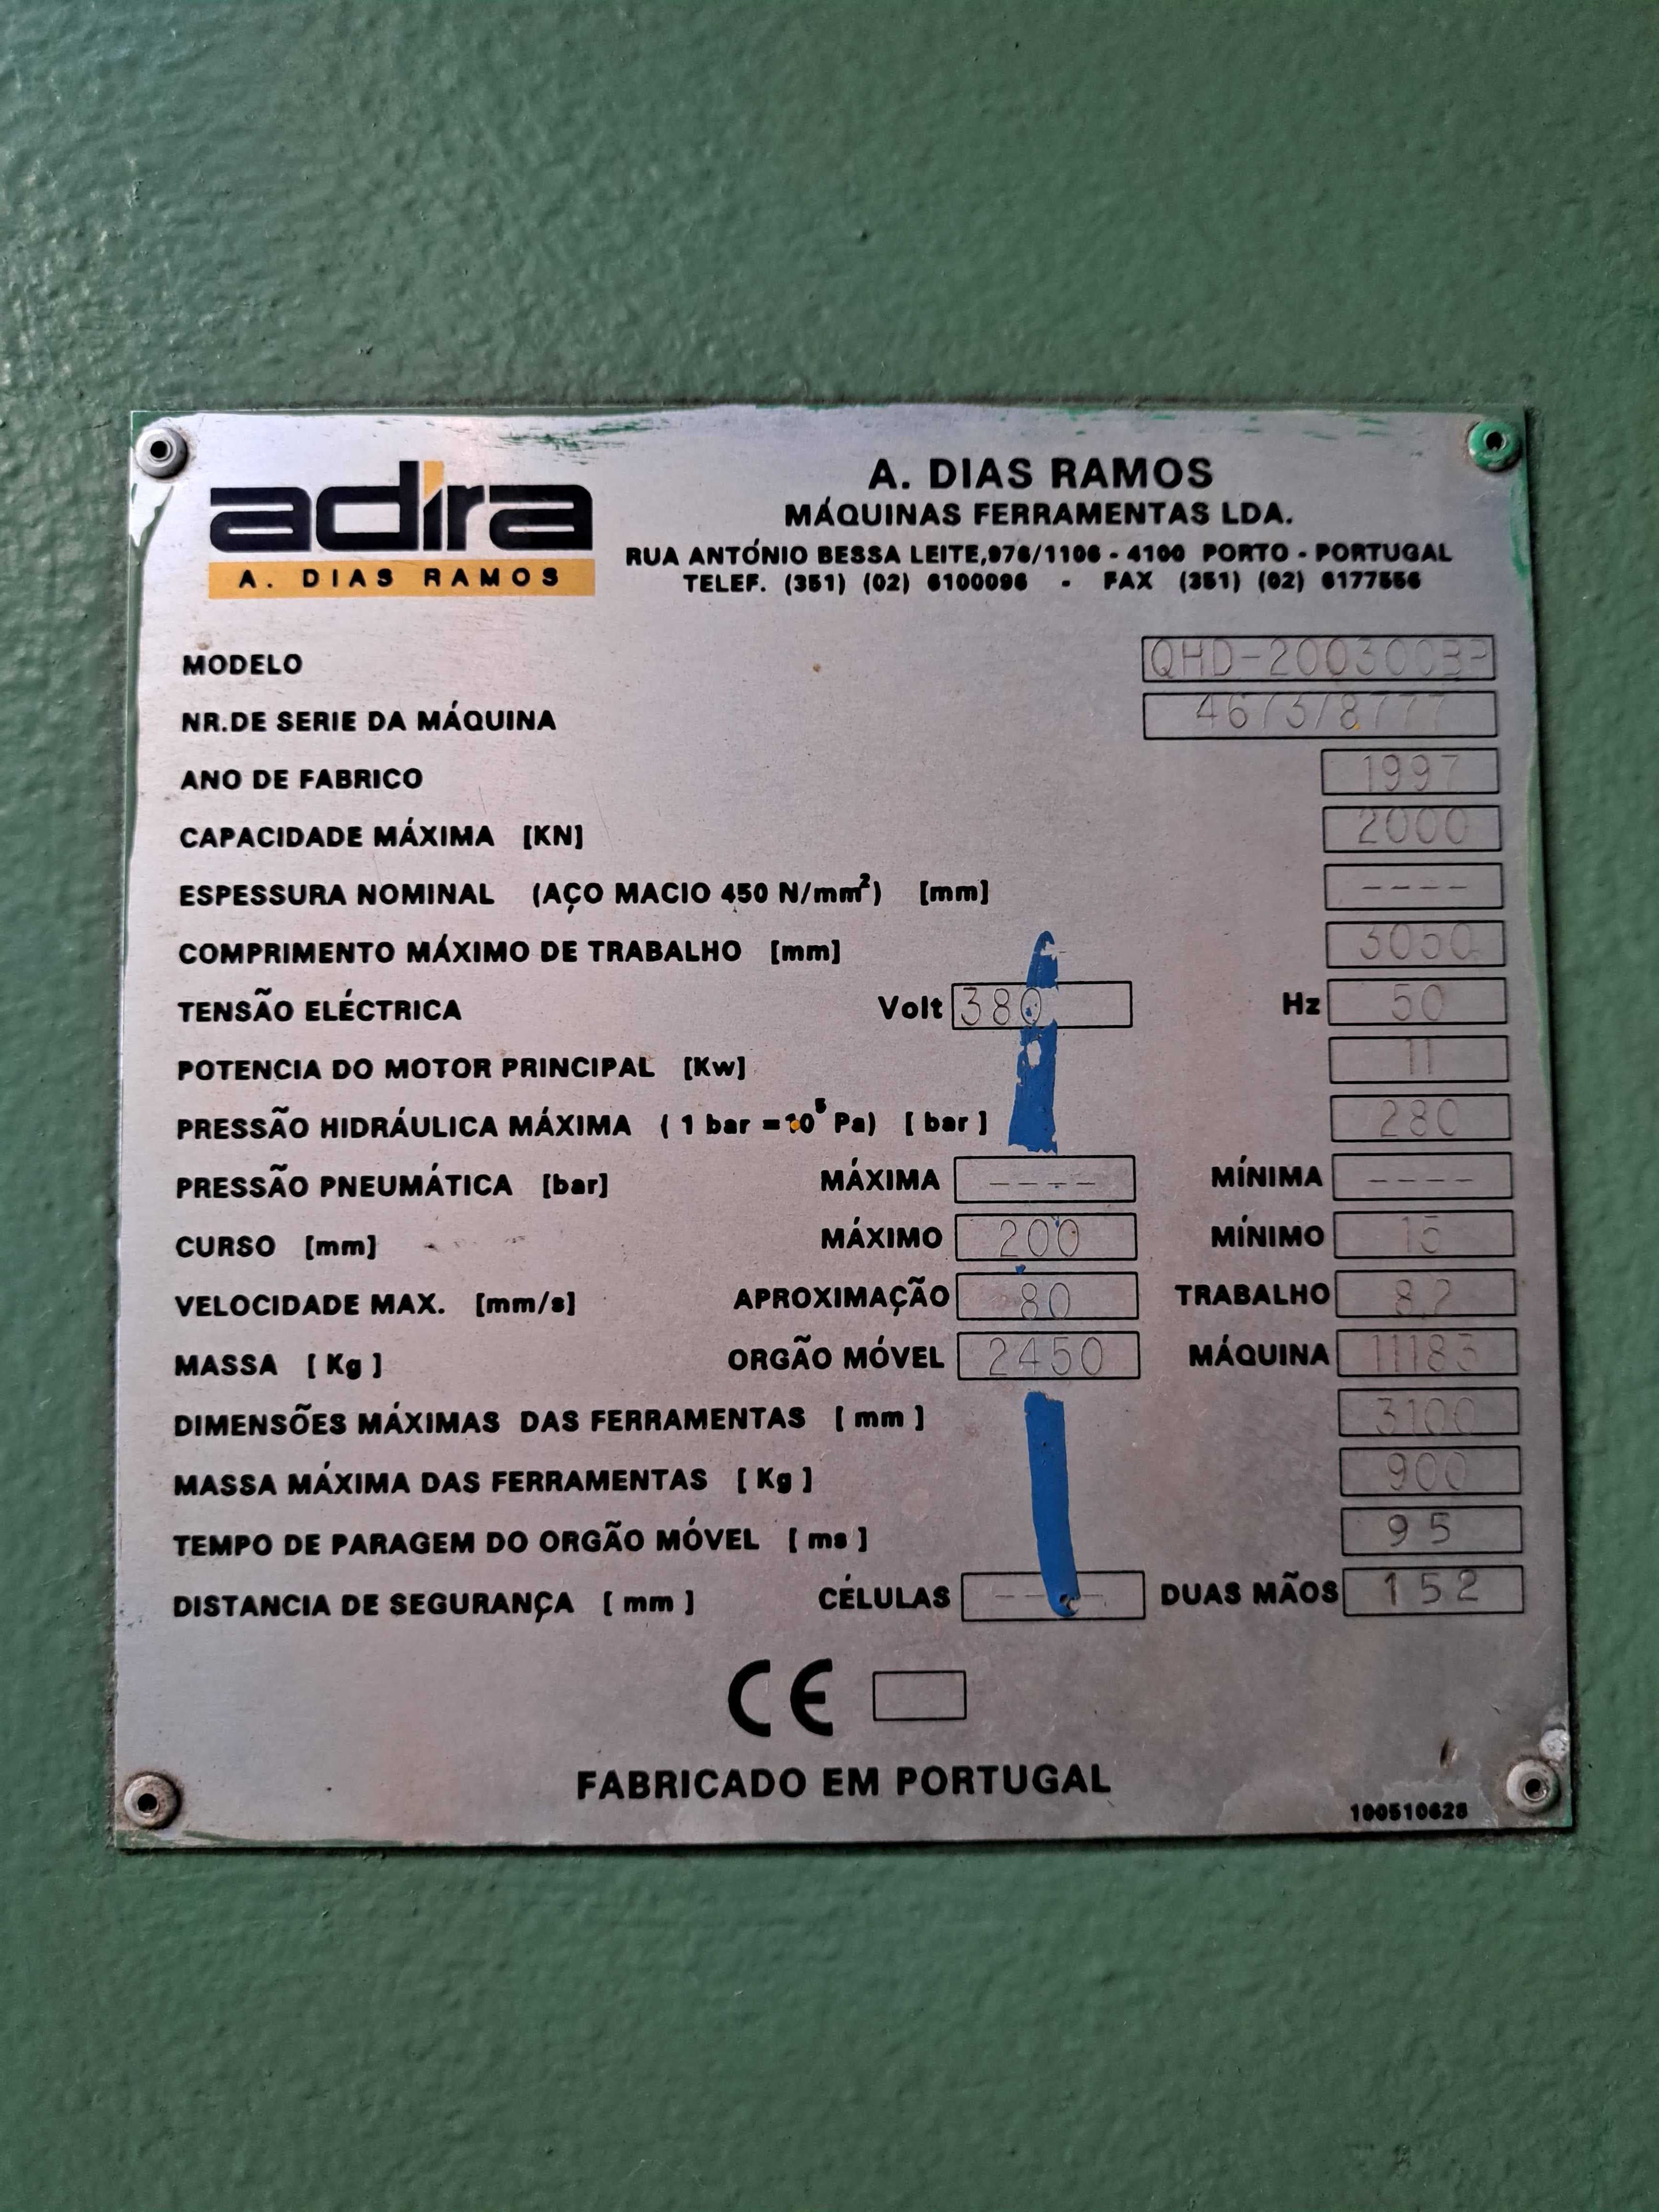 adira
A. DIAS RAMOS
A. DIAS RAMOS
MÁQUINAS FERRAMENTAS LDA.
RUA ANTÓNIO BESSA LEITE,976/1106 - 4100 PORTO - PORTUGAL
TELEF. (351) (02) 6100096 - FAX (351) (02) 6177556
MODELO QHD-200300BP
NR.DE SERIE DA MÁQUINA 4673/8777
ANO DE FABRICO 1997
CAPACIDADE MÁXIMA [KN] 2000
ESPESSURA NOMINAL (AÇO MACIO 450 N/mm²) [mm] ----
COMPRIMENTO MÁXIMO DE TRABALHO [mm] 3050
TENSÃO ELÉCTRICA Volt 380 Hz 50
POTENCIA DO MOTOR PRINCIPAL [Kw] 11
PRESSÃO HIDRÁULICA MÁXIMA ( 1 bar = 10⁵ Pa) [ bar ] 280
PRESSÃO PNEUMÁTICA [bar] MÁXIMA ---- MÍNIMA ----
CURSO [mm] MÁXIMO 200 MÍNIMO 15
VELOCIDADE MAX. [mm/s] APROXIMAÇÃO 80 TRABALHO 8.2
MASSA [ Kg ] ORGÃO MÓVEL 2450 MÁQUINA 11183
DIMENSÕES MÁXIMAS DAS FERRAMENTAS [ mm ] 3100
MASSA MÁXIMA DAS FERRAMENTAS [ Kg ] 900
TEMPO DE PARAGEM DO ORGÃO MÓVEL [ ms ] 95
DISTANCIA DE SEGURANÇA [ mm ] CÉLULAS ---- DUAS MÃOS 152
CE
FABRICADO EM PORTUGAL
100510628